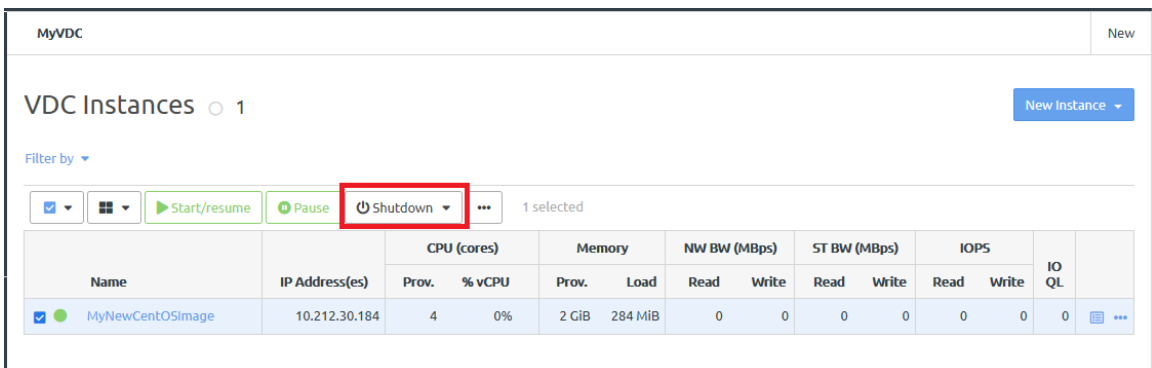 MyVDC New
VDC Instances 1 New Instance
Filter by
Start/resume Pause Shutdown ••• 1 selected
CPU (cores) Memory NW BW (MBps) ST BW (MBps) IOPS
Name IP Address(es) Prov. % vCPU Prov. Load Read Write Read Write Read Write IO QL
MyNewCentOSImage 10.212.30.184 4 0% 2 GiB 284 MiB 0 0 0 0 0 0 0 •••